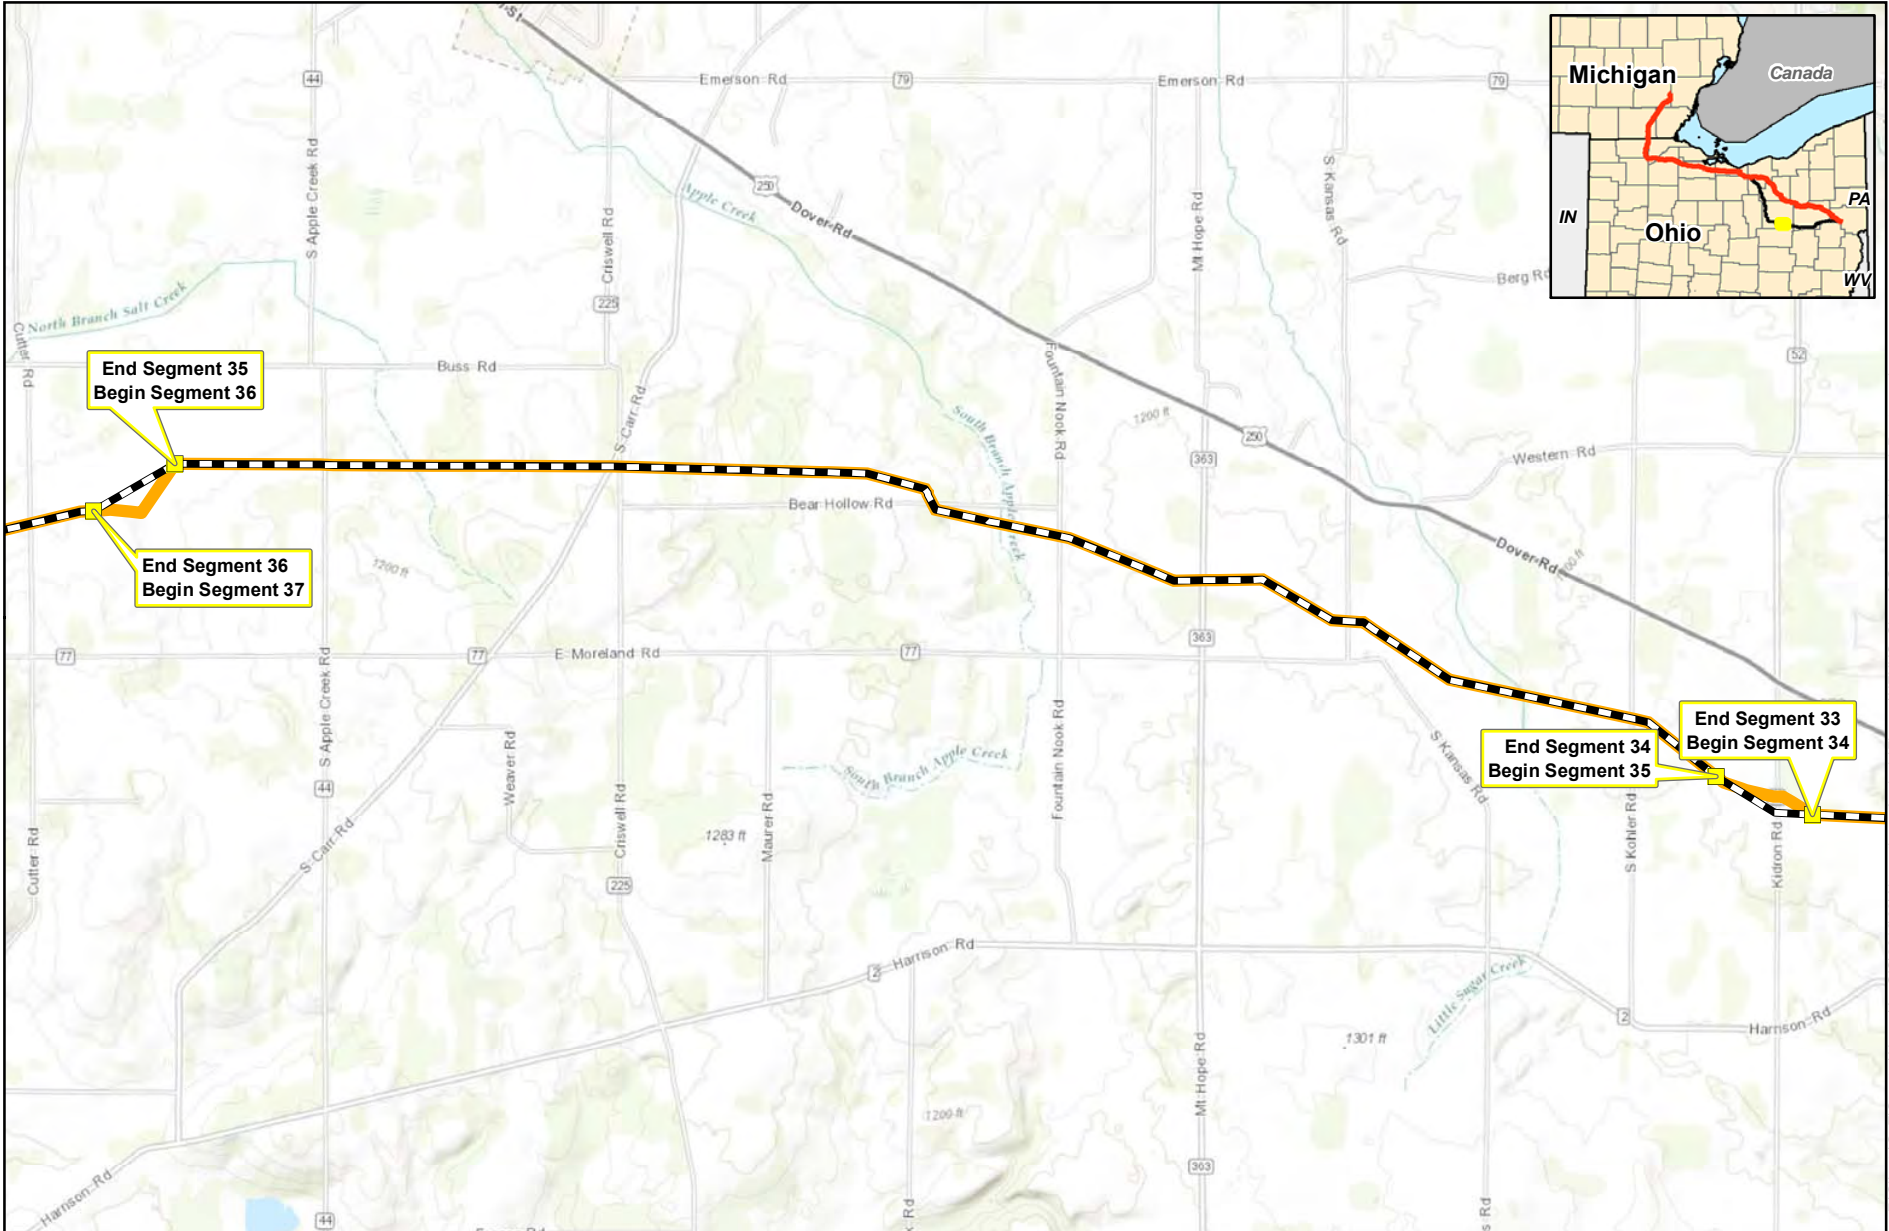 Michigan
Canada
IN
Ohio
PA
WV
44
Emerson Rd
79
Emerson Rd
79
S Apple Creek Rd
Criswell Rd
250
Apple Creek
Dover Rd
Mt Hope Rd
S Kansas Rd
Berg Rd
North Branch Salt Creek
Cutter Rd
225
Buss Rd
S Carr Rd
Fountain Nook Rd
52
End Segment 35
Begin Segment 36
1200 ft
250
South Branch Apple Creek
363
Western Rd
Bear Hollow Rd
End Segment 36
Begin Segment 37
1200 ft
Dover Rd
77
77
E Moreland Rd
77
363
S Apple Creek Rd
Fountain Nook Rd
End Segment 33
Begin Segment 34
End Segment 34
Begin Segment 35
Weaver Rd
South Branch Apple Creek
S Kansas Rd
44
Criswell Rd
Maurer Rd
1283 ft
S Carr Rd
Cutter Rd
S Kohler Rd
Kidron Rd
225
2
Harrison Rd
Little Sugar Creek
2
Harrison Rd
1301 ft
Mt Hope Rd
1200 ft
363
Harrison Rd
44